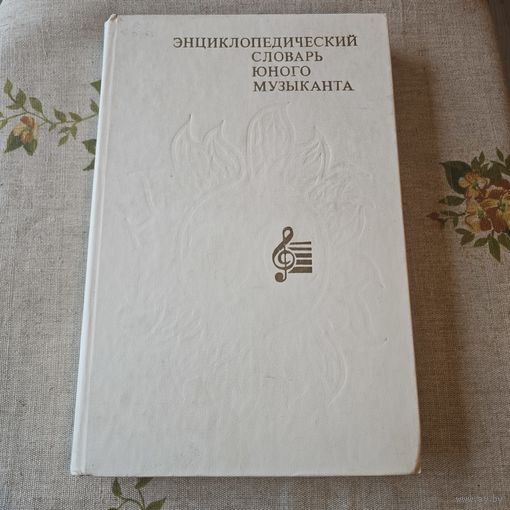 ЭНЦИКЛОПЕДИЧЕСКИЙ
СЛОВАРЬ
ЮНОГО
МУЗЫКАНТА